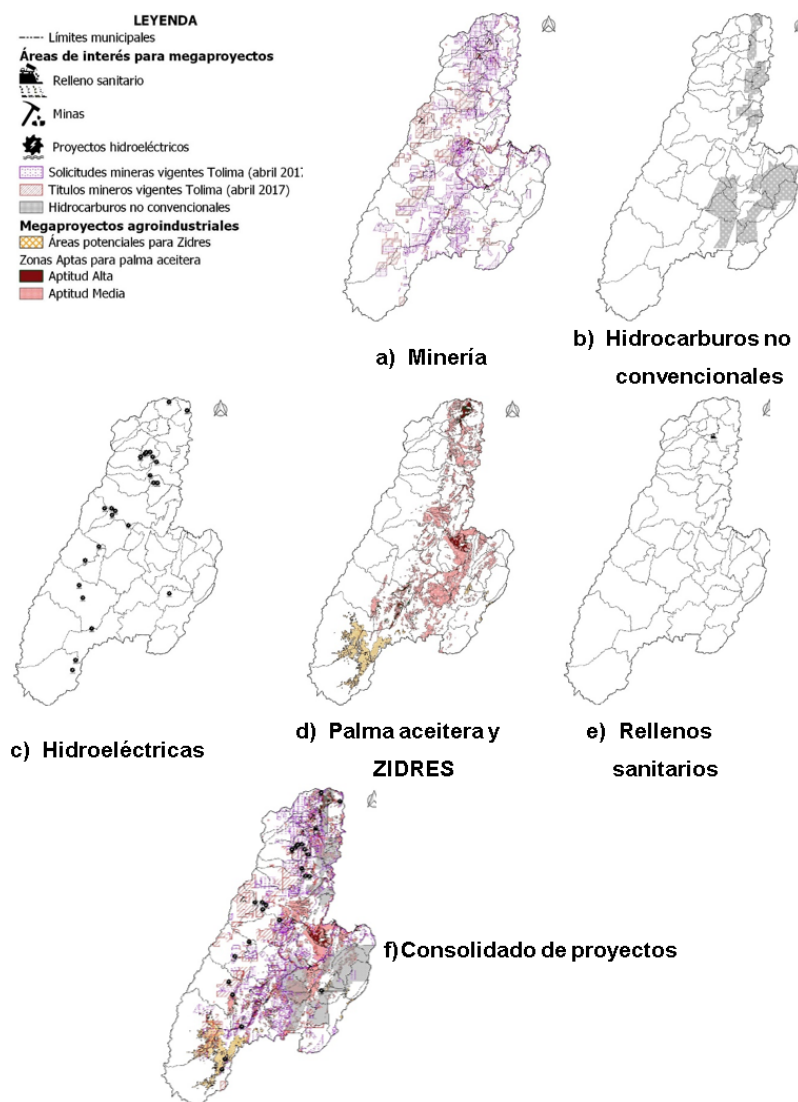 LEYENDA
Límites municipales
Áreas de interés para megaproyectos
Relleno sanitario
Minas
Proyectos hidroeléctricos
Solicitudes mineras vigentes Tolima (abril 201
Titulos mineros vigentes Tolima (abril 2017)
Hidrocarburos no convencionales
Megaproyectos agroindustriales
Áreas potenciales para Zidres
Zonas Aptas para palma aceitera
Aptitud Alta
Aptitud Media
a) Minería
b) Hidrocarburos no
convencionales
c) Hidroeléctricas
d) Palma aceitera y
ZIDRES
e) Rellenos
sanitarios
f)Consolidado de proyectos